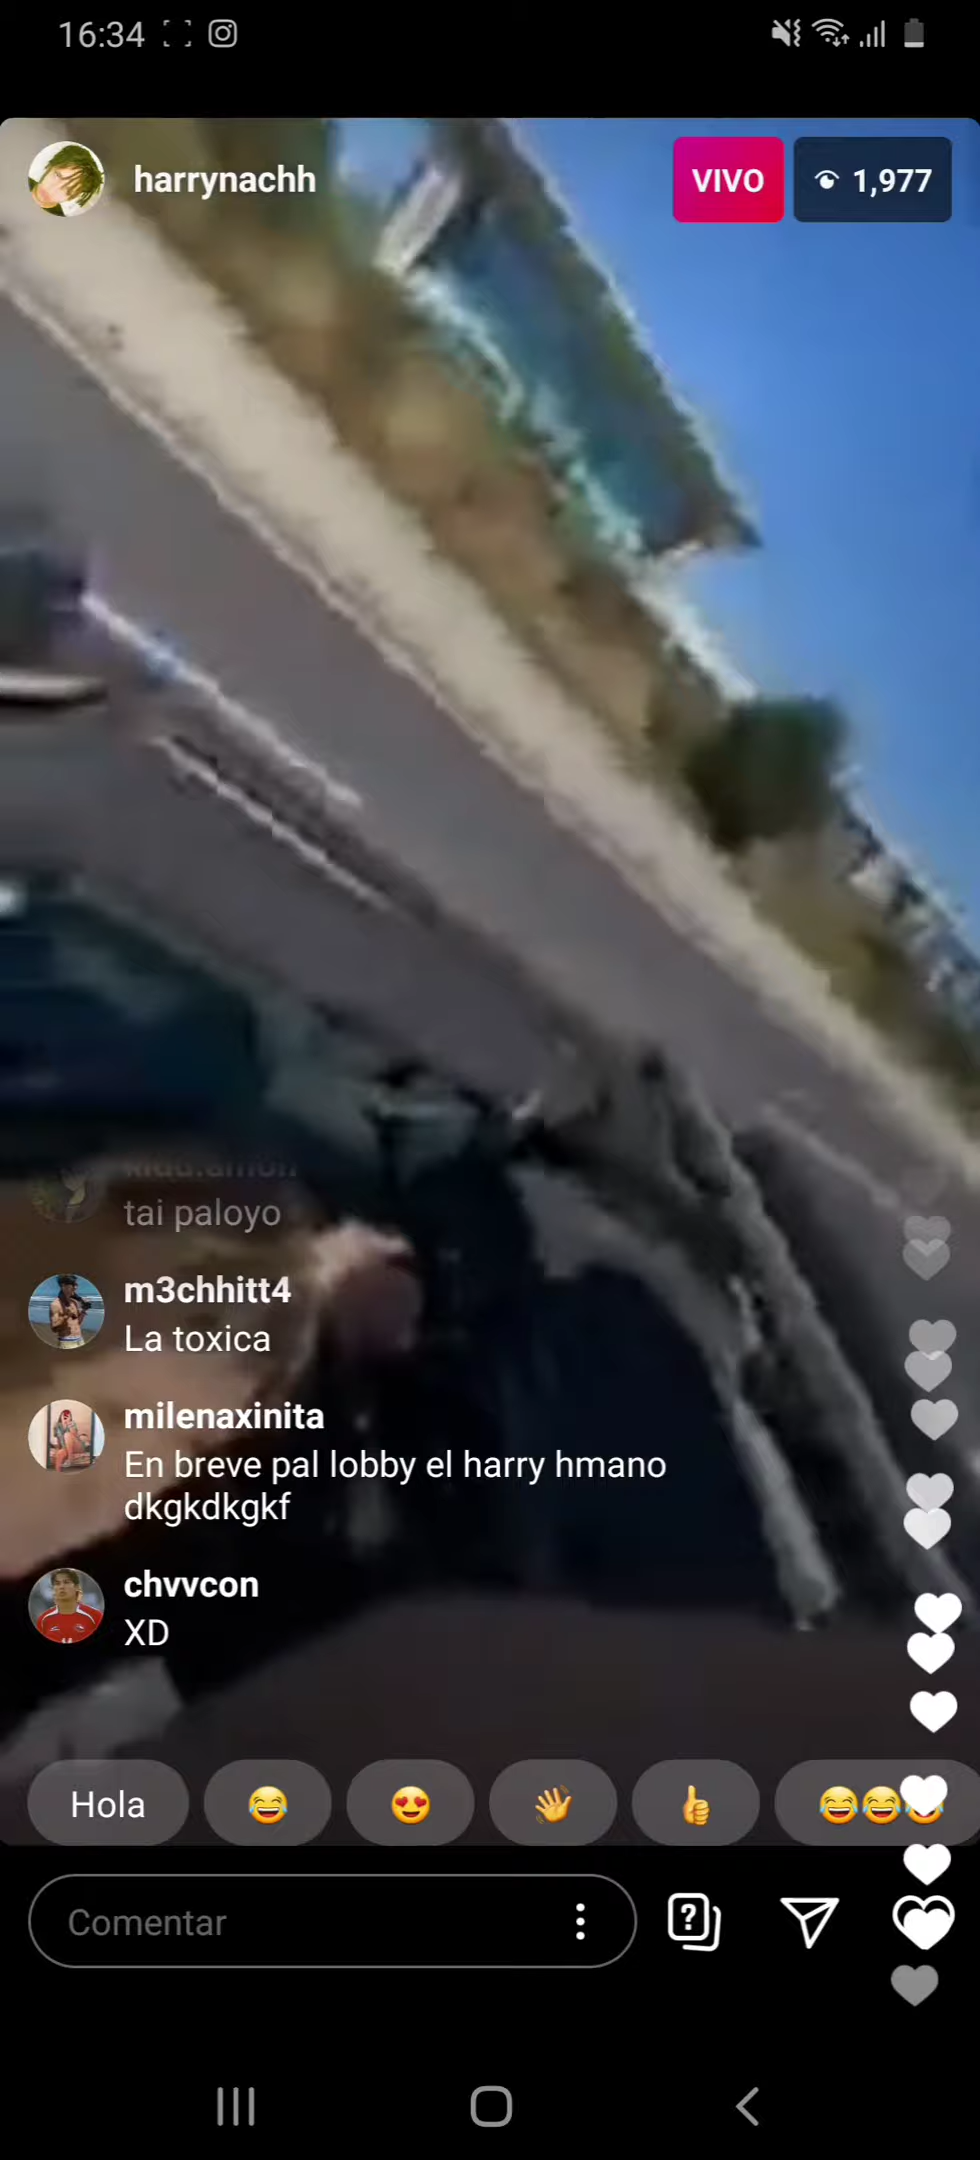 16:34
harrynachh
VIVO
1,977
tai paloyo
m3chhitt4
La toxica
milenaxinita
En breve pal lobby el harry hmano
dkgkdkgkf
chvvcon
XD
Hola
Comentar